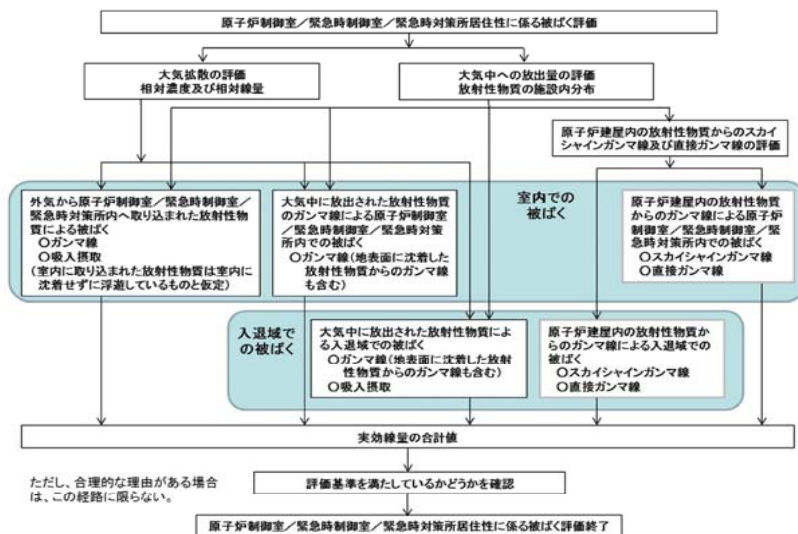 原子炉制御室／緊急時制御室／緊急時対策所居住性に係る被ばく評価
大気拡散の評価
相対濃度及び相対線量
大気中への放出量の評価
放射性物質の施設内分布
原子炉建屋内の放射性物質からのスカイ
シャインガンマ線及び直接ガンマ線の評価
室内での
被ばく
外気から原子炉制御室／緊急時制御室／
緊急時対策所内へ取り込まれた放射性物
質による被ばく
○ガンマ線
○吸入摂取
(室内に取り込まれた放射性物質は室内に
沈着せずに浮遊しているものと仮定)
大気中に放出された放射性物質
のガンマ線による原子炉制御室
／緊急時制御室／緊急時対策
所内での被ばく
○ガンマ線(地表面に沈着した
放射性物質からのガンマ線
も含む)
原子炉建屋内の放射性物質
からのガンマ線による原子炉
制御室／緊急時制御室／緊
急時対策所内での被ばく
○スカイシャインガンマ線
○直接ガンマ線
入退域で
の被ばく
大気中に放出された放射性物質によ
る入退域での被ばく
○ガンマ線(地表面に沈着した放射
性物質からのガンマ線も含む)
○吸入摂取
原子炉建屋内の放射性物質から
のガンマ線による入退域での
被ばく
○スカイシャインガンマ線
○直接ガンマ線
実効線量の合計値
ただし、合理的な理由がある場合
は、この経路に限らない。
評価基準を満たしているかどうかを確認
原子炉制御室／緊急時制御室／緊急時対策所居住性に係る被ばく評価終了